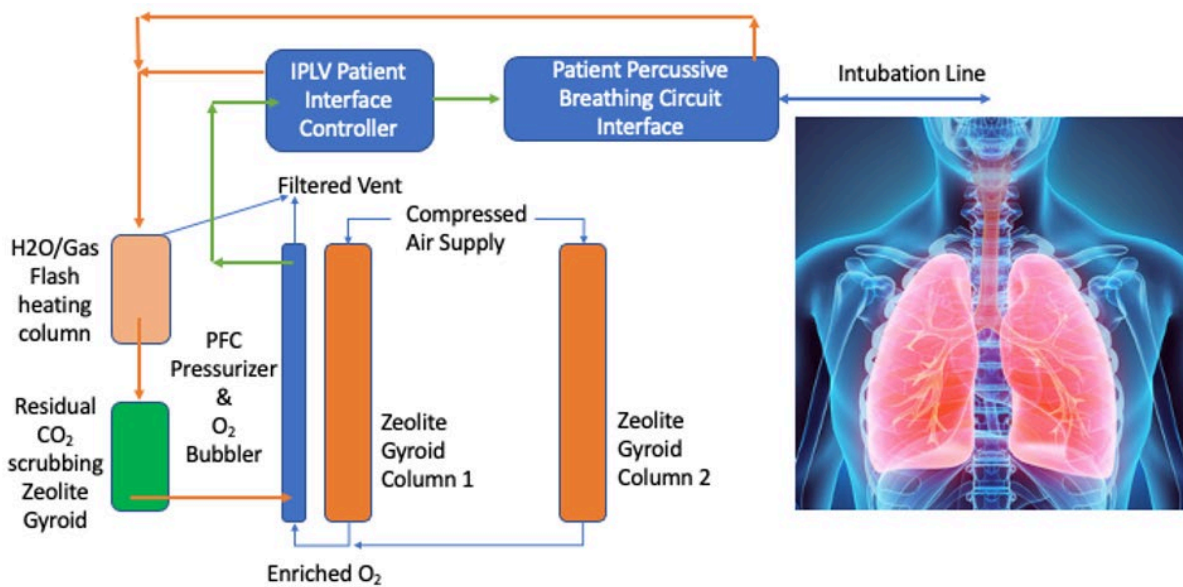 IPLV Patient
Interface
Controller
Patient Percussive
Breathing Circuit
Interface
Intubation Line
Filtered Vent
Compressed
Air Supply
H2O/Gas
Flash
heating
column
PFC
Pressurizer
&
O₂
Bubbler
Residual
CO₂
scrubbing
Zeolite
Gyroid
Zeolite
Gyroid
Column 1
Zeolite
Gyroid
Column 2
Enriched O₂